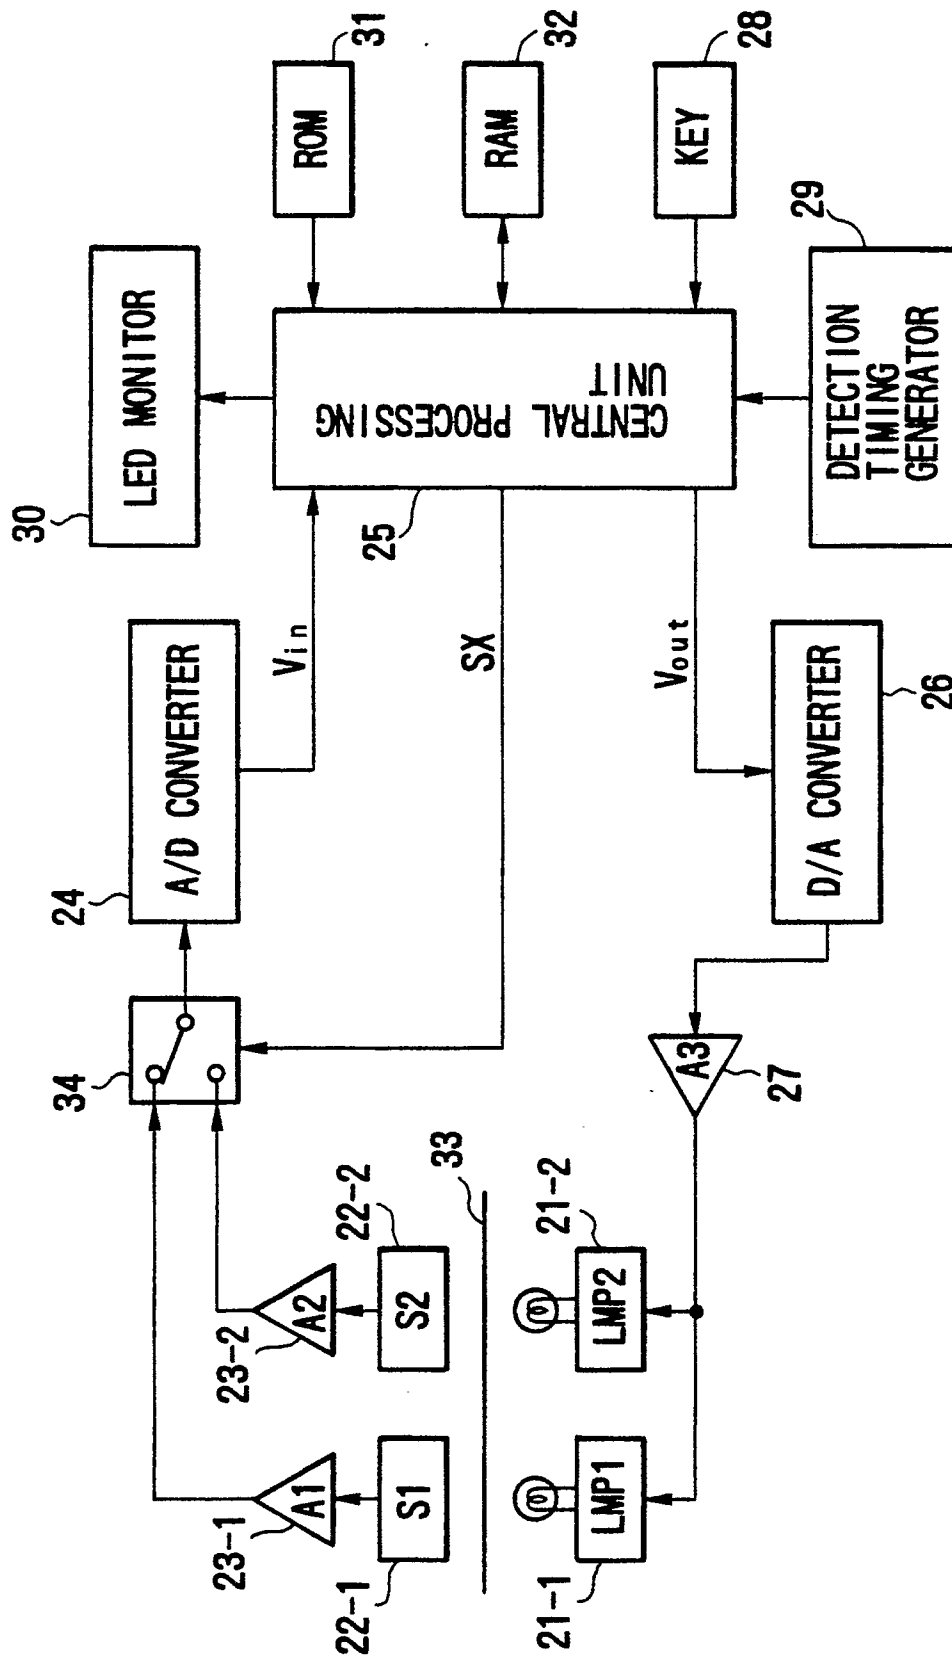 30
LED MONITOR
ROM
31
24
A/D CONVERTER
Vin
34
25
CENTRAL PROCESSING
UNIT
RAM
32
SX
23-1
A1
23-2
A2
22-1
S1
22-2
S2
33
KEY
28
Vout
21-1
LMP1
21-2
LMP2
A3
27
D/A CONVERTER
26
DETECTION
TIMING
GENERATOR
29